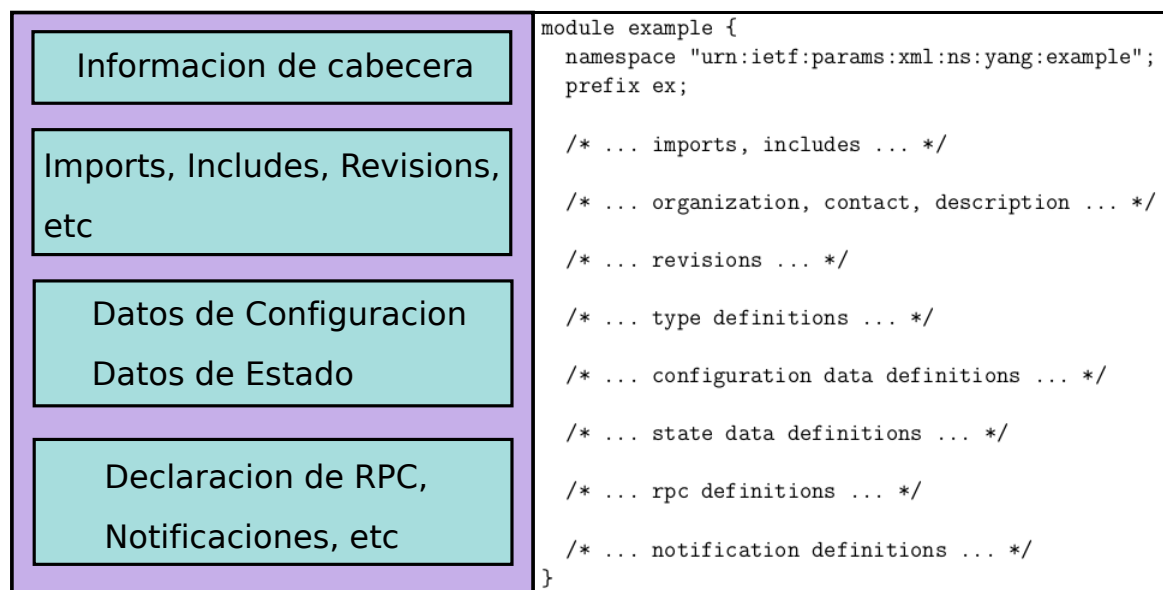 Informacion de cabecera
Imports, Includes, Revisions,
etc
Datos de Configuracion
Datos de Estado
Declaracion de RPC,
Notificaciones, etc
module example {
  namespace "urn:ietf:params:xml:ns:yang:example";
  prefix ex;
  /* ... imports, includes ... */
  /* ... organization, contact, description ... */
  /* ... revisions ... */
  /* ... type definitions ... */
  /* ... configuration data definitions ... */
  /* ... state data definitions ... */
  /* ... rpc definitions ... */
  /* ... notification definitions ... */
}